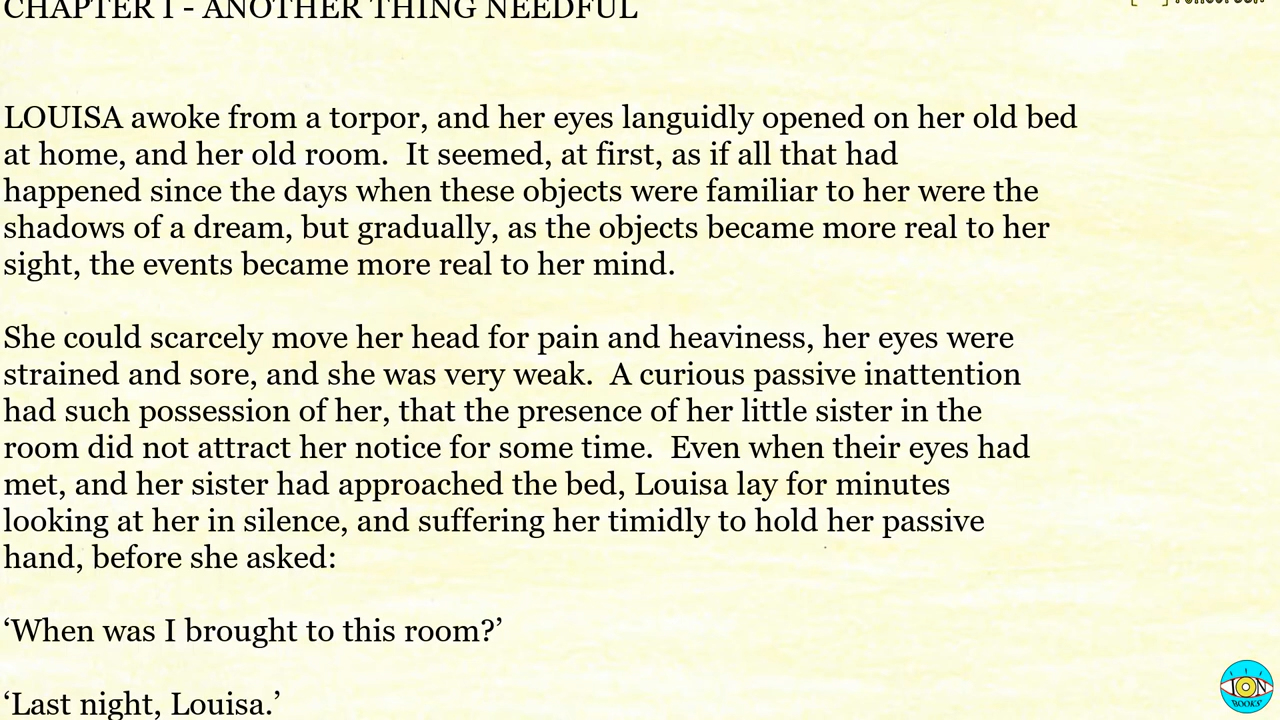 CHAPTER I - ANOTHER THING NEEDFUL
LOUISA awoke from a torpor, and her eyes languidly opened on her old bed
at home, and her old room.  It seemed, at first, as if all that had
happened since the days when these objects were familiar to her were the
shadows of a dream, but gradually, as the objects became more real to her
sight, the events became more real to her mind.
She could scarcely move her head for pain and heaviness, her eyes were
strained and sore, and she was very weak.  A curious passive inattention
had such possession of her, that the presence of her little sister in the
room did not attract her notice for some time.  Even when their eyes had
met, and her sister had approached the bed, Louisa lay for minutes
looking at her in silence, and suffering her timidly to hold her passive
hand, before she asked:
‘When was I brought to this room?’
‘Last night, Louisa.’
ION
BOOKS